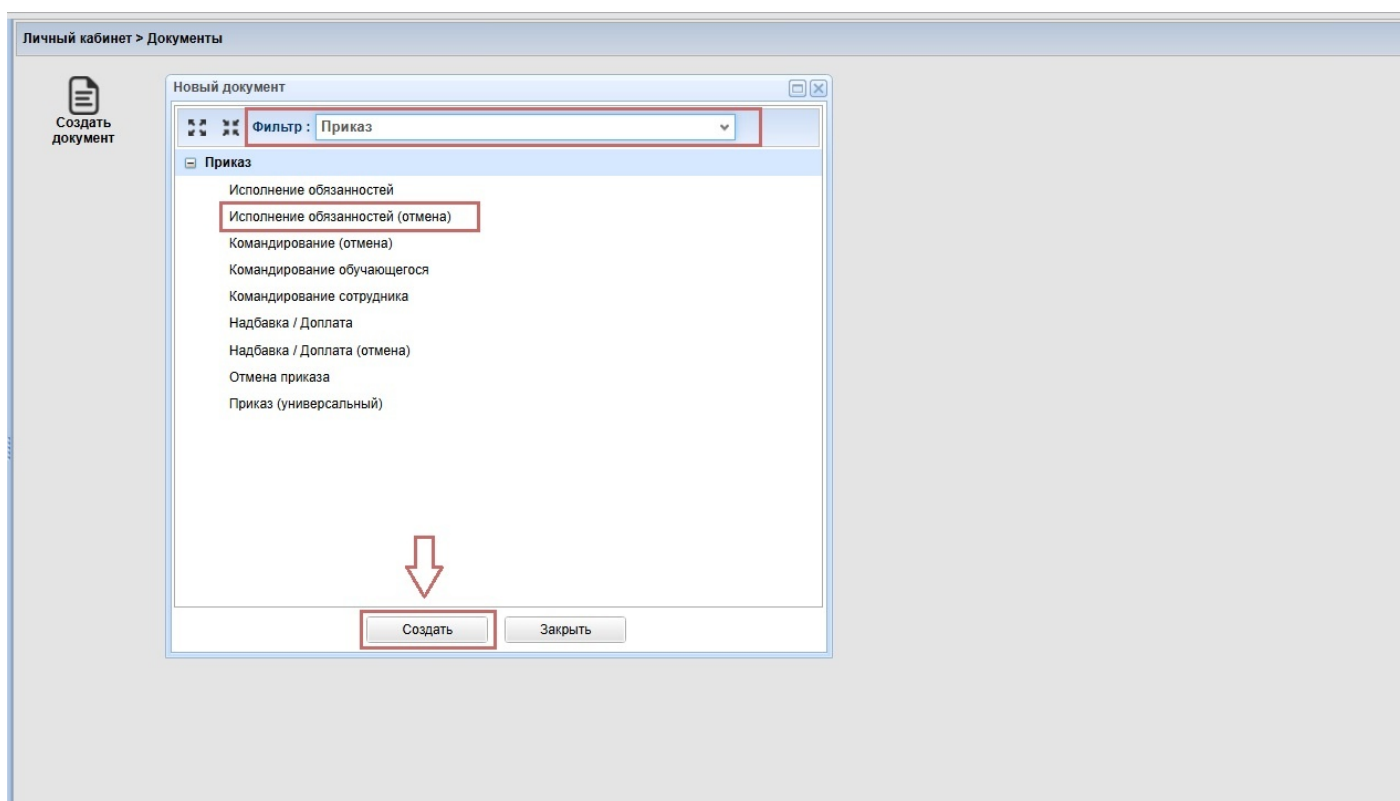 Личный кабинет > Документы
Создать
документ
Новый документ
Фильтр : Приказ
Приказ
Исполнение обязанностей
Исполнение обязанностей (отмена)
Командирование (отмена)
Командирование обучающегося
Командирование сотрудника
Надбавка / Доплата
Надбавка / Доплата (отмена)
Отмена приказа
Приказ (универсальный)
Создать
Закрыть